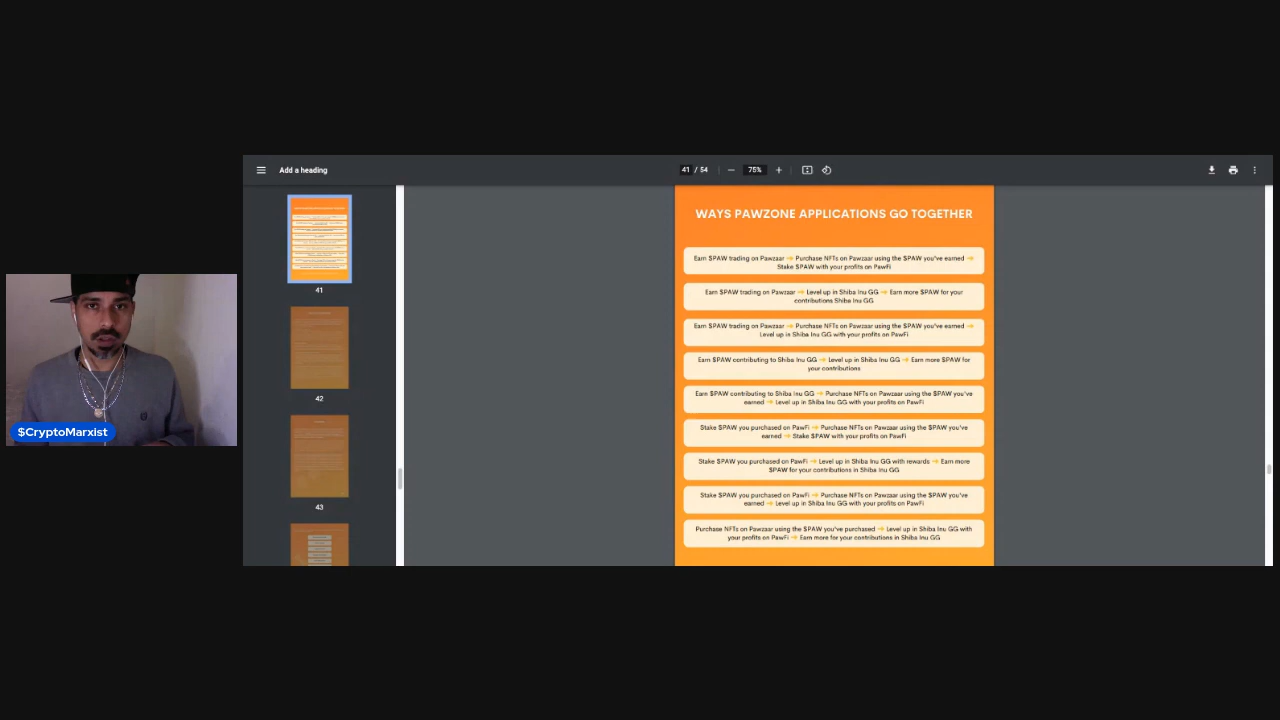 Add a heading
41 / 54
75%
41
42
43
$CryptoMarxist
WAYS PAWZONE APPLICATIONS GO TOGETHER
Earn $PAW trading on Pawzaar ➜ Purchase NFTs on Pawzaar using the $PAW you've earned ➜
Stake $PAW with your profits on PawFi
Earn $PAW trading on Pawzaar ➜ Level up in Shiba Inu GG ➜ Earn more $PAW for your
contributions Shiba Inu GG
Earn $PAW trading on Pawzaar ➜ Purchase NFTs on Pawzaar using the $PAW you've earned ➜
Level up in Shiba Inu GG with your profits on PawFi
Earn $PAW contributing to Shiba Inu GG ➜ Level up in Shiba Inu GG ➜ Earn more $PAW for
your contributions
Earn $PAW contributing to Shiba Inu GG ➜ Purchase NFTs on Pawzaar using the $PAW you've
earned ➜ Level up in Shiba Inu GG with your profits on PawFi
Stake $PAW you purchased on PawFi ➜ Purchase NFTs on Pawzaar using the $PAW you've
earned ➜ Stake $PAW with your profits on PawFi
Stake $PAW you purchased on PawFi ➜ Level up in Shiba Inu GG with rewards ➜ Earn more
$PAW for your contributions in Shiba Inu GG
Stake $PAW you purchased on PawFi ➜ Purchase NFTs on Pawzaar using the $PAW you've
earned ➜ Level up in Shiba Inu GG with your profits on PawFi
Purchase NFTs on Pawzaar using the $PAW you've purchased ➜ Level up in Shiba Inu GG with
your profits on PawFi ➜ Earn more for your contributions in Shiba Inu GG